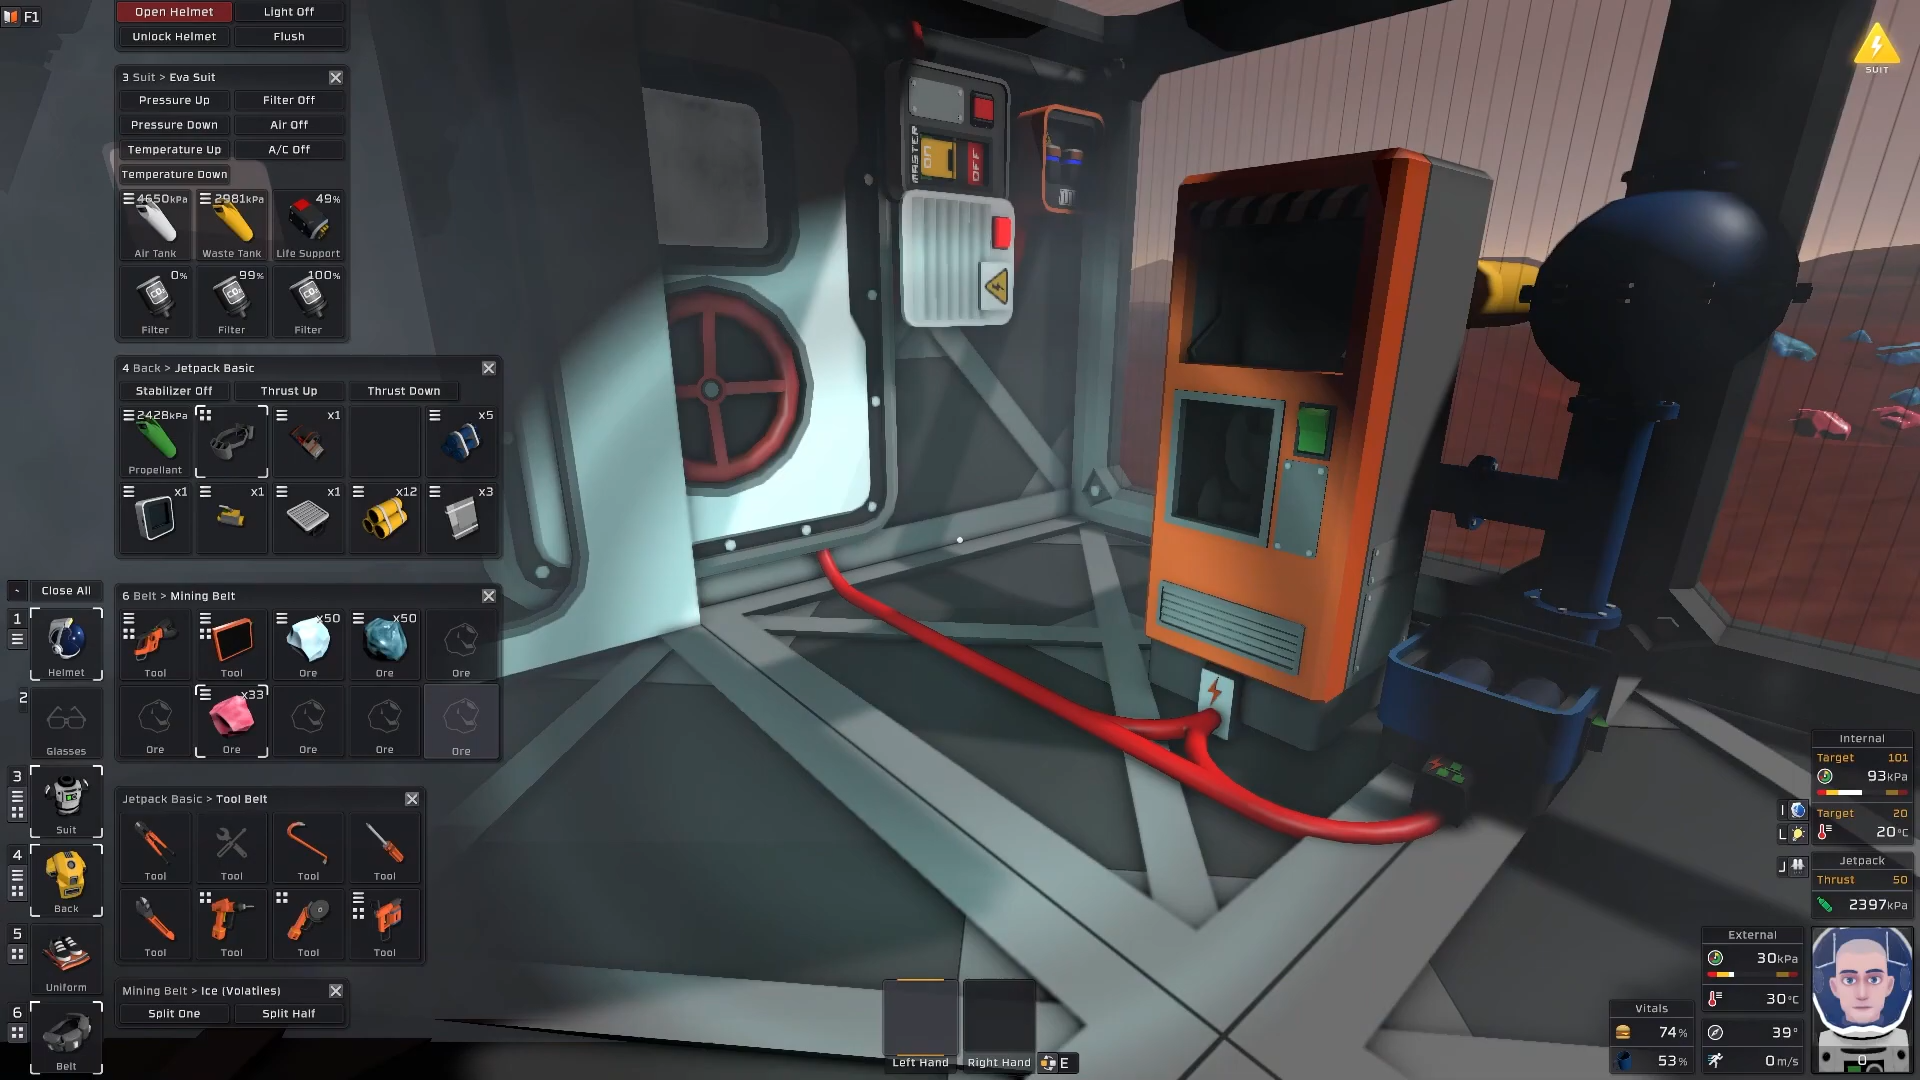 F1
Open Helmet Light Off
Unlock Helmet Flush
3 Suit > Eva Suit
Pressure Up Filter Off
Pressure Down Air Off
Temperature Up A/C Off
Temperature Down
4650kPa 2981kPa 49%
Air Tank Waste Tank Life Support
0% 99% 100%
Filter Filter Filter
4 Back > Jetpack Basic
Stabilizer Off Thrust Up Thrust Down
2428kPa x1 x5
Propellant
x1 x1 x1 x12 x3
6 Belt > Mining Belt
x50 x50
Tool Tool Ore Ore Ore
x33
Ore Ore Ore Ore Ore
Jetpack Basic > Tool Belt
Tool Tool Tool Tool
Tool Tool Tool Tool
Mining Belt > Ice (Volatiles)
Split One Split Half
~ Close All
1
Helmet
2
Glasses
3
Suit
4
Back
5
Uniform
6
Belt
MASTER
ON
OFF
SUIT
Left Hand Right Hand E
Internal
Target 101
93kPa
Target 20
20°C
I
L
J
Jetpack
Thrust 50
2397kPa
External
30kPa
30°C
39°
0m/s
Vitals
74%
53%
0